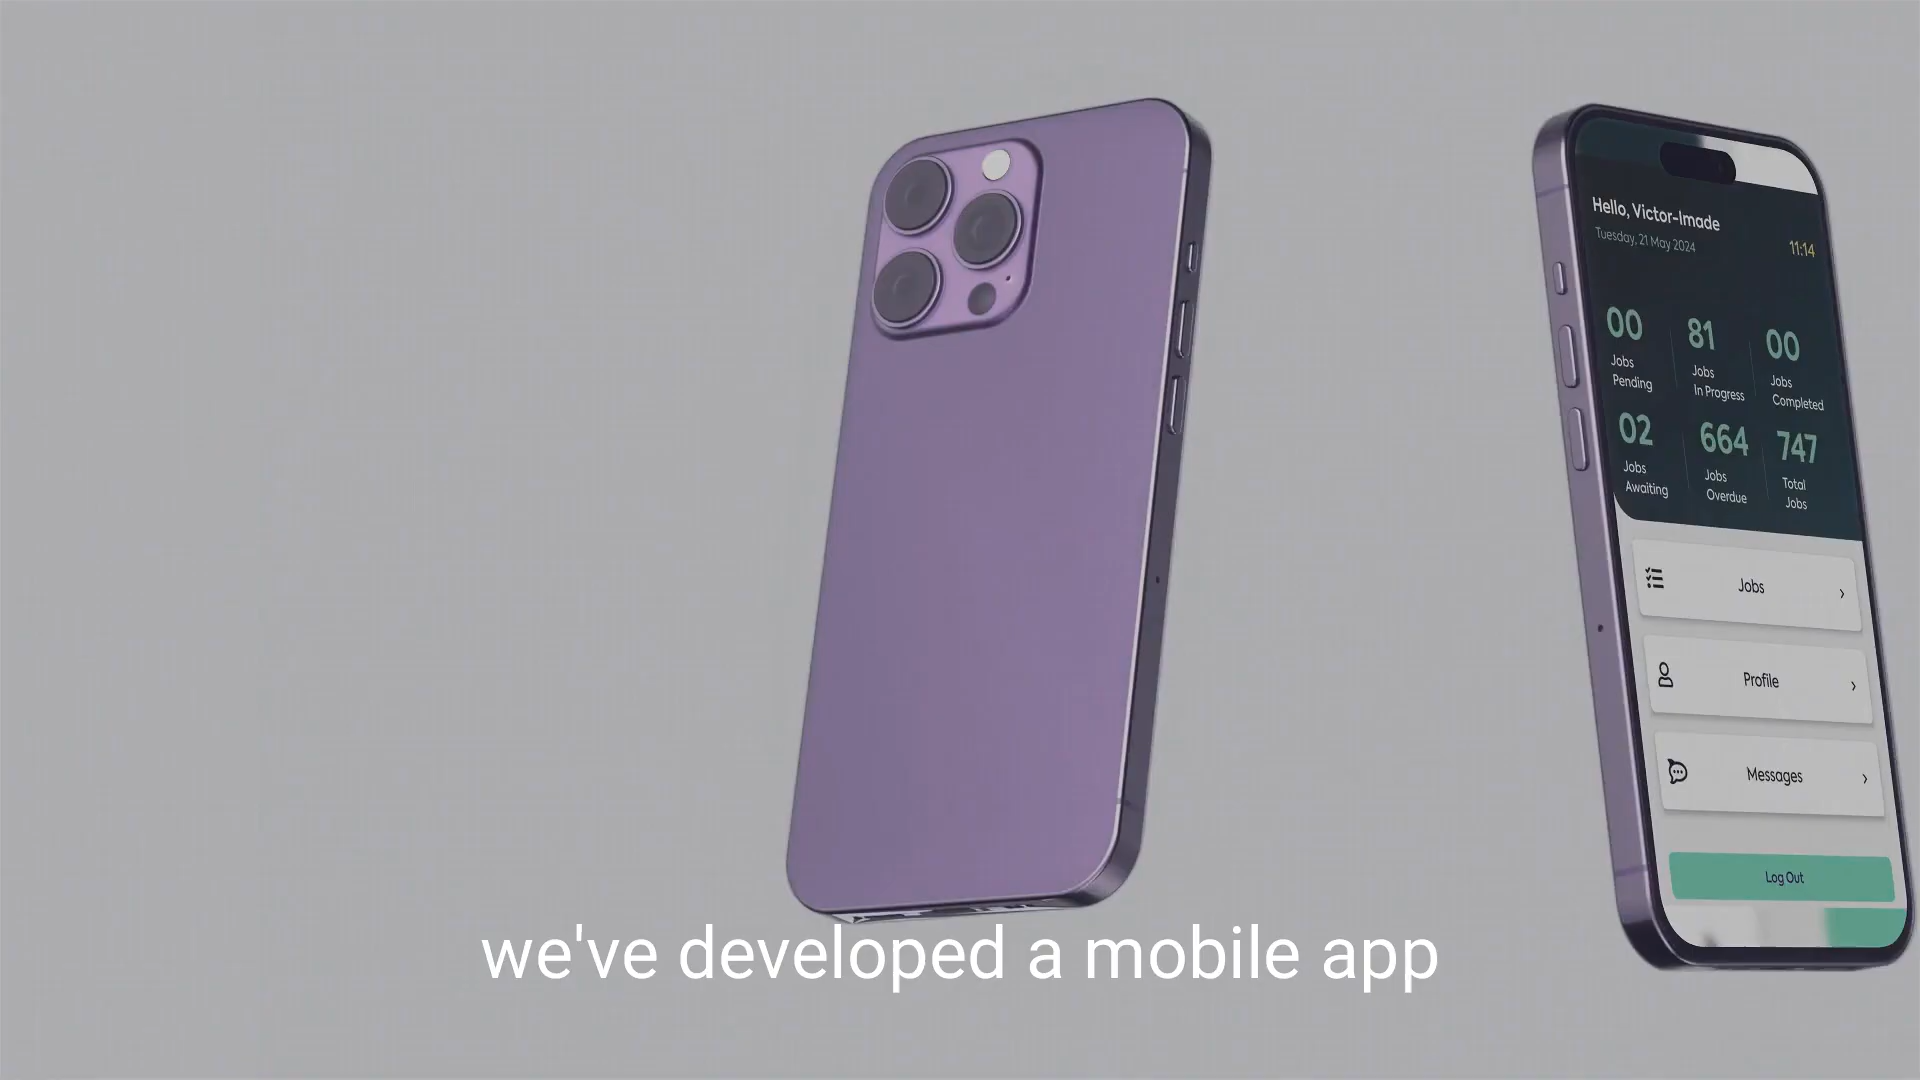 Hello, Victor-Imade
Tuesday, 21 May 2024
11:14
00
Jobs
Pending
81
Jobs
In Progress
00
Jobs
Completed
02
Jobs
Awaiting
664
Jobs
Overdue
747
Total
Jobs
Jobs
Profile
Messages
Log Out
we've developed a mobile app